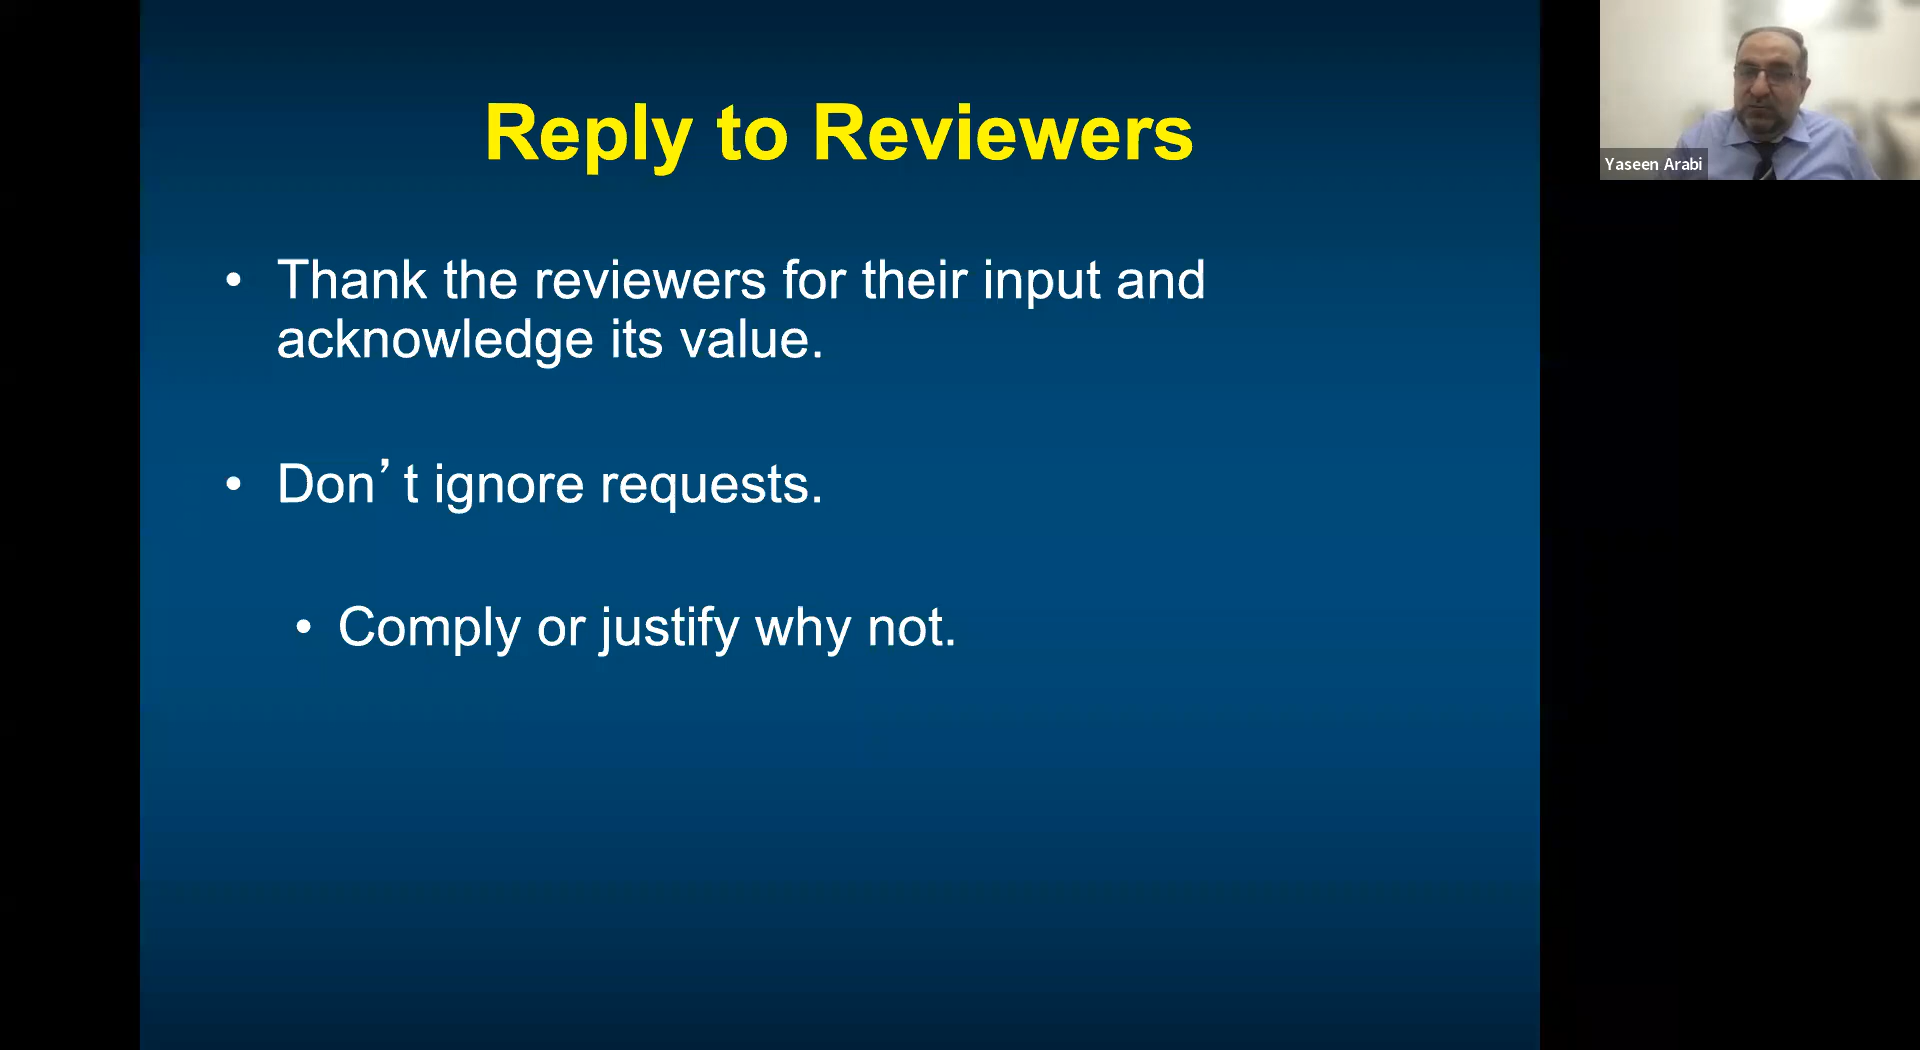 Reply to Reviewers
• Thank the reviewers for their input and
acknowledge its value.
• Don’t ignore requests.
• Comply or justify why not.
Yaseen Arabi